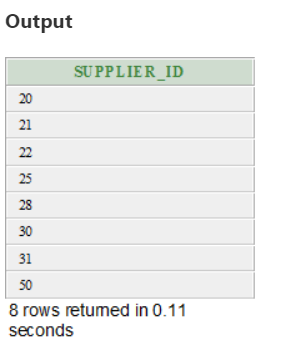 Output
SUPPLIER_ID
20
21
22
25
28
30
31
50
8 rows returned in 0.11
seconds